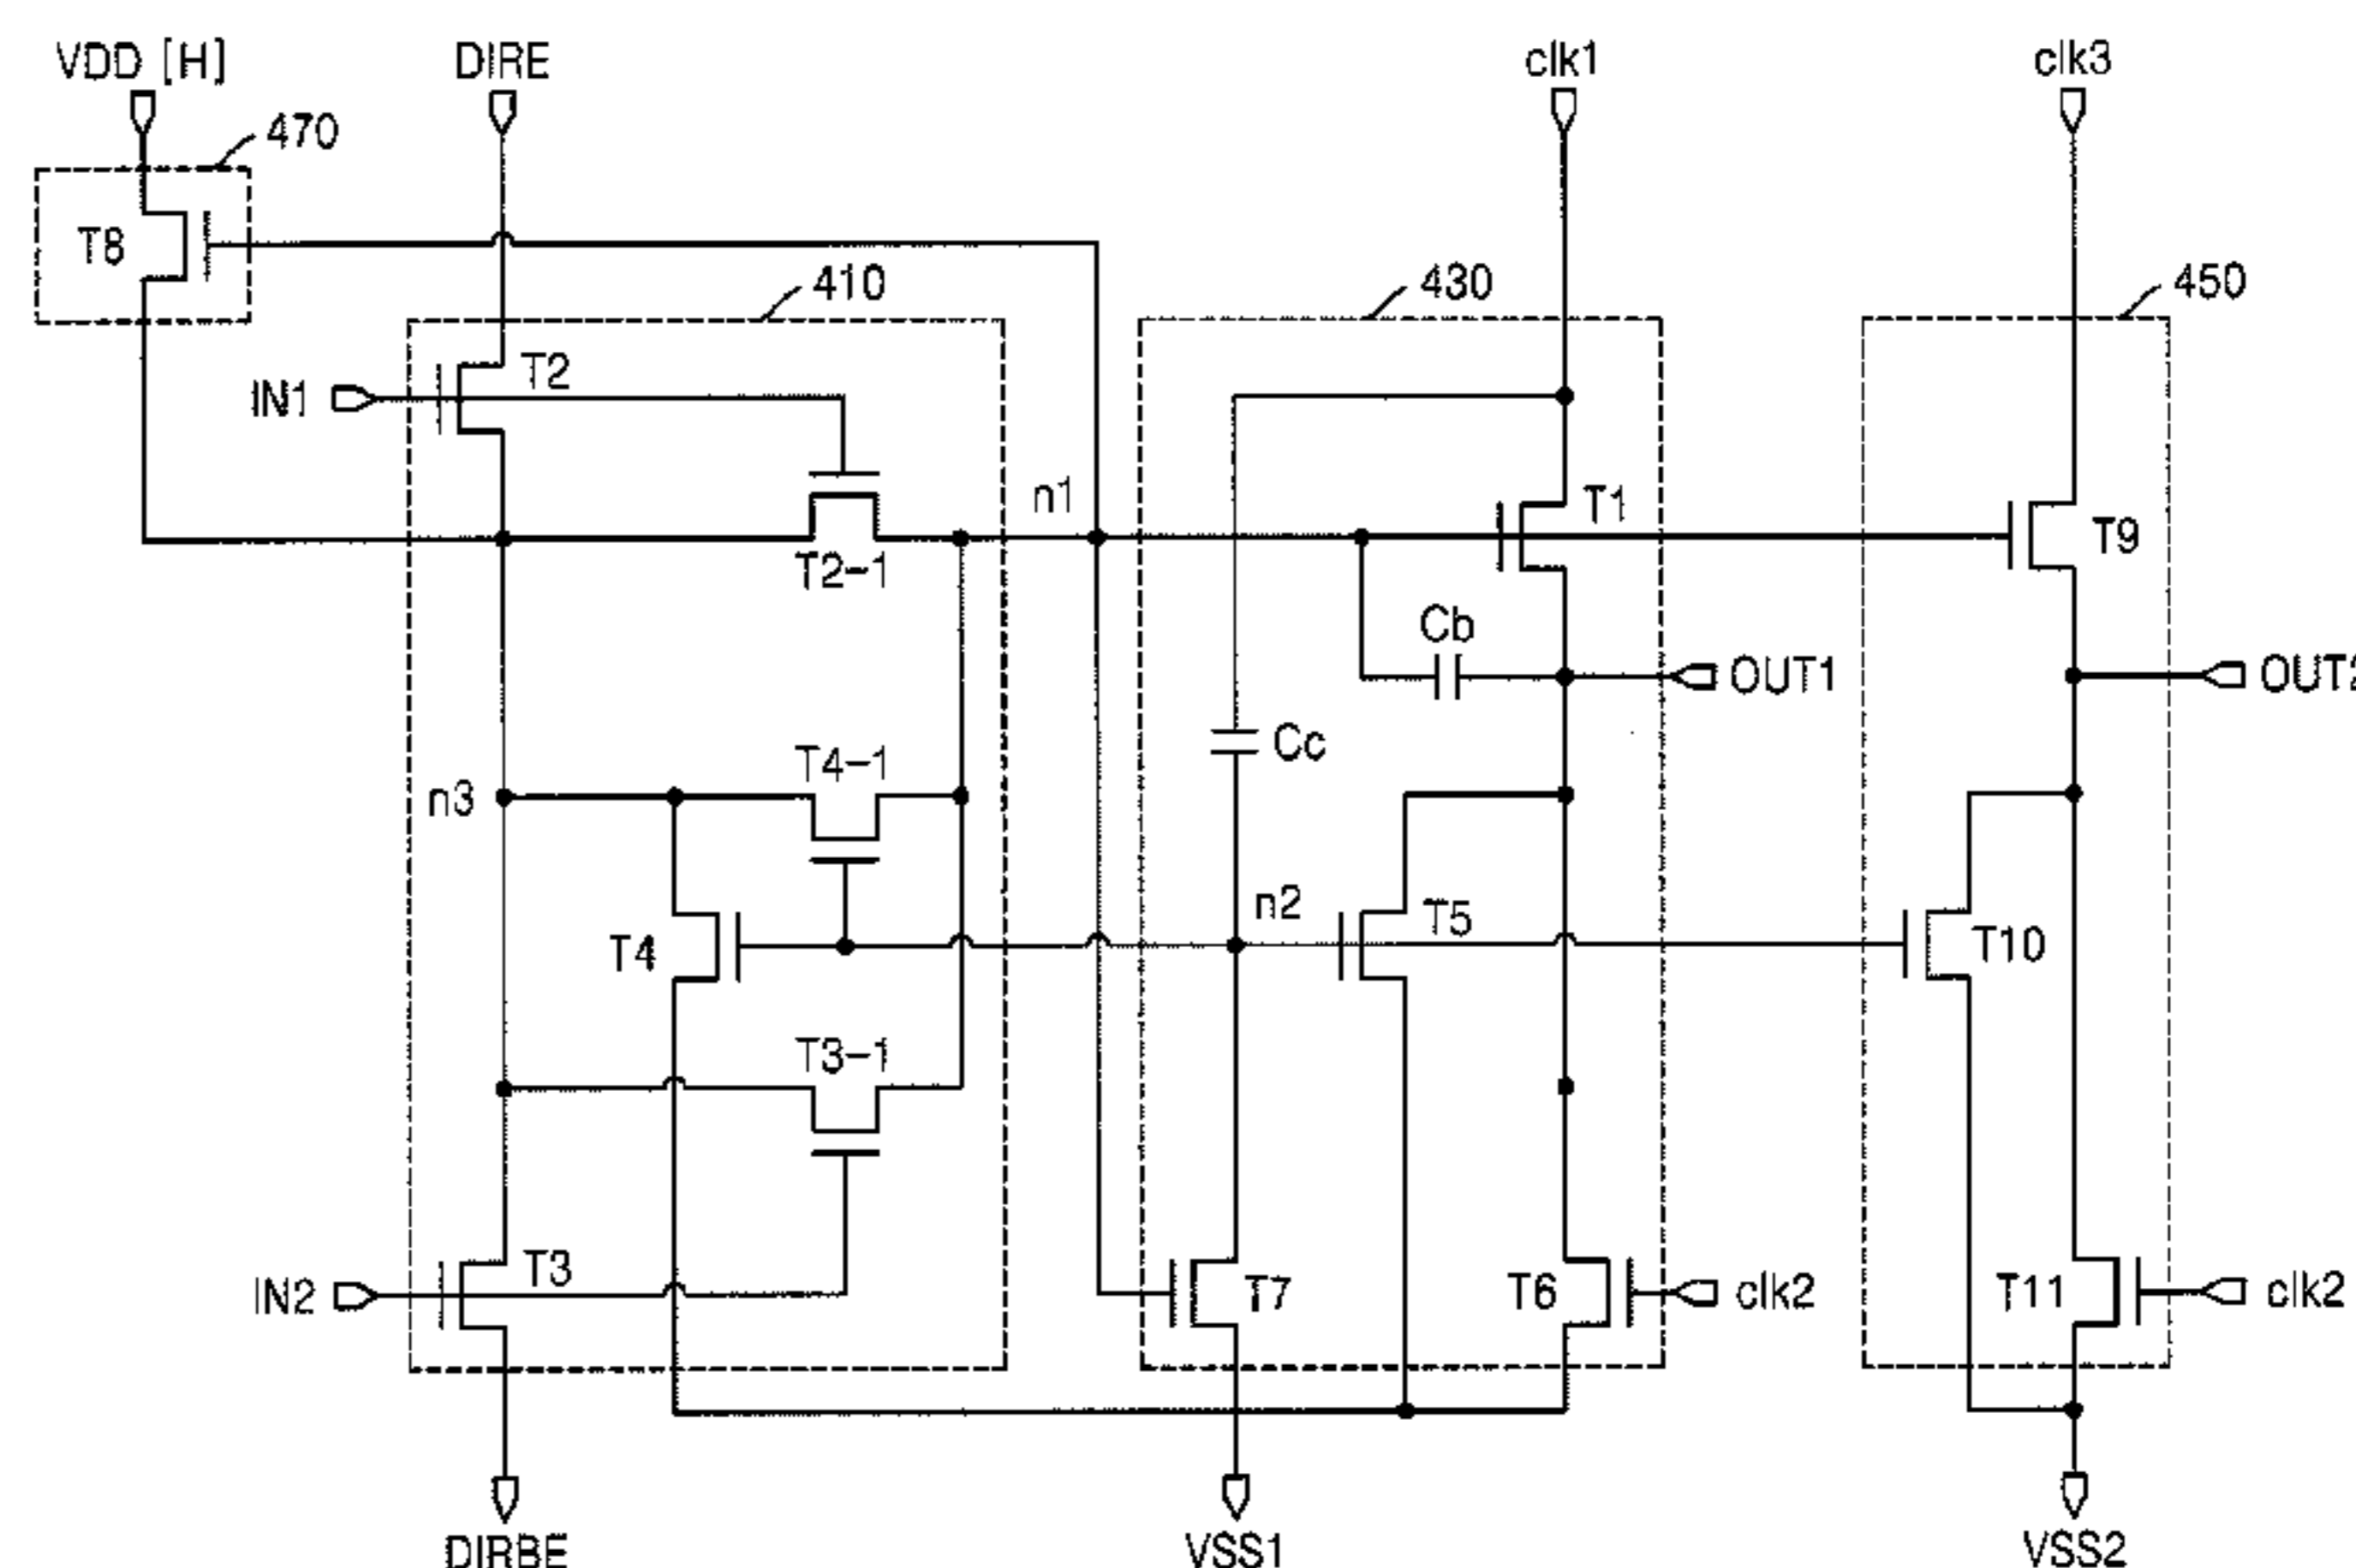 VDD [H]
DIRE
clk1
clk3
470
T8
410
430
450
IN1
T2
n1
T1
T9
T2-1
Cb
OUT1
OUT2
Cc
T4-1
n3
n2
T5
T4
T10
T3-1
IN2
T3
T7
T6
clk2
T11
clk2
DIRBE
VSS1
VSS2